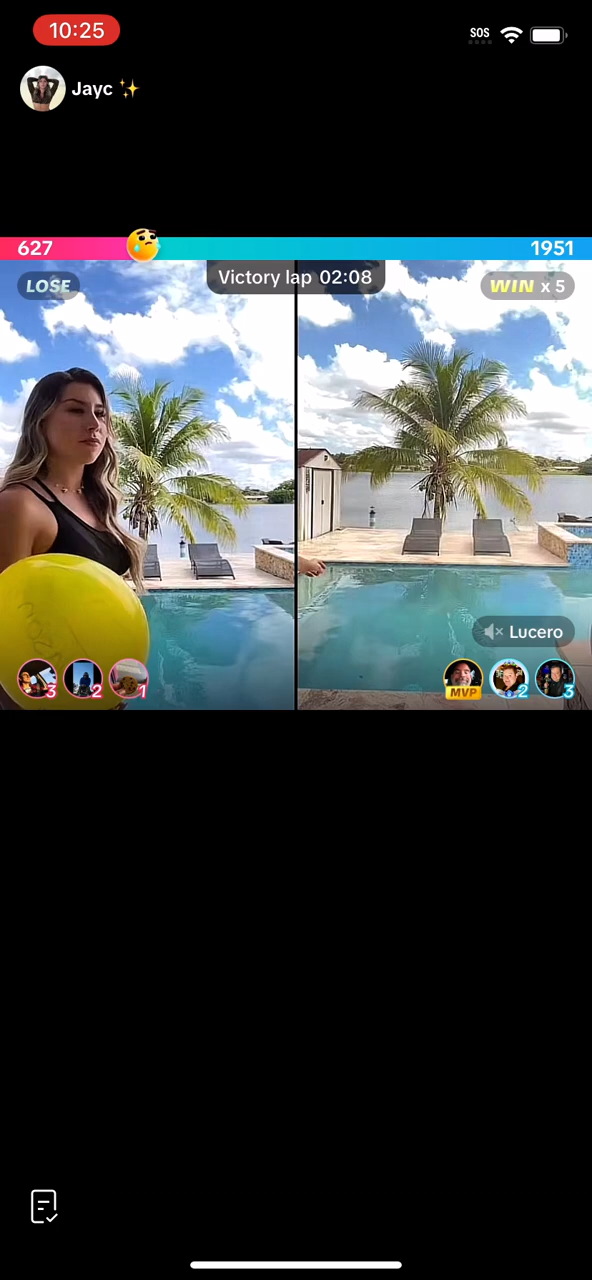 10:25
SOS
Jayc ✨
627
1951
LOSE
Victory lap 02:08
WIN x 5
Lucero
3
2
1
MVP
2
3